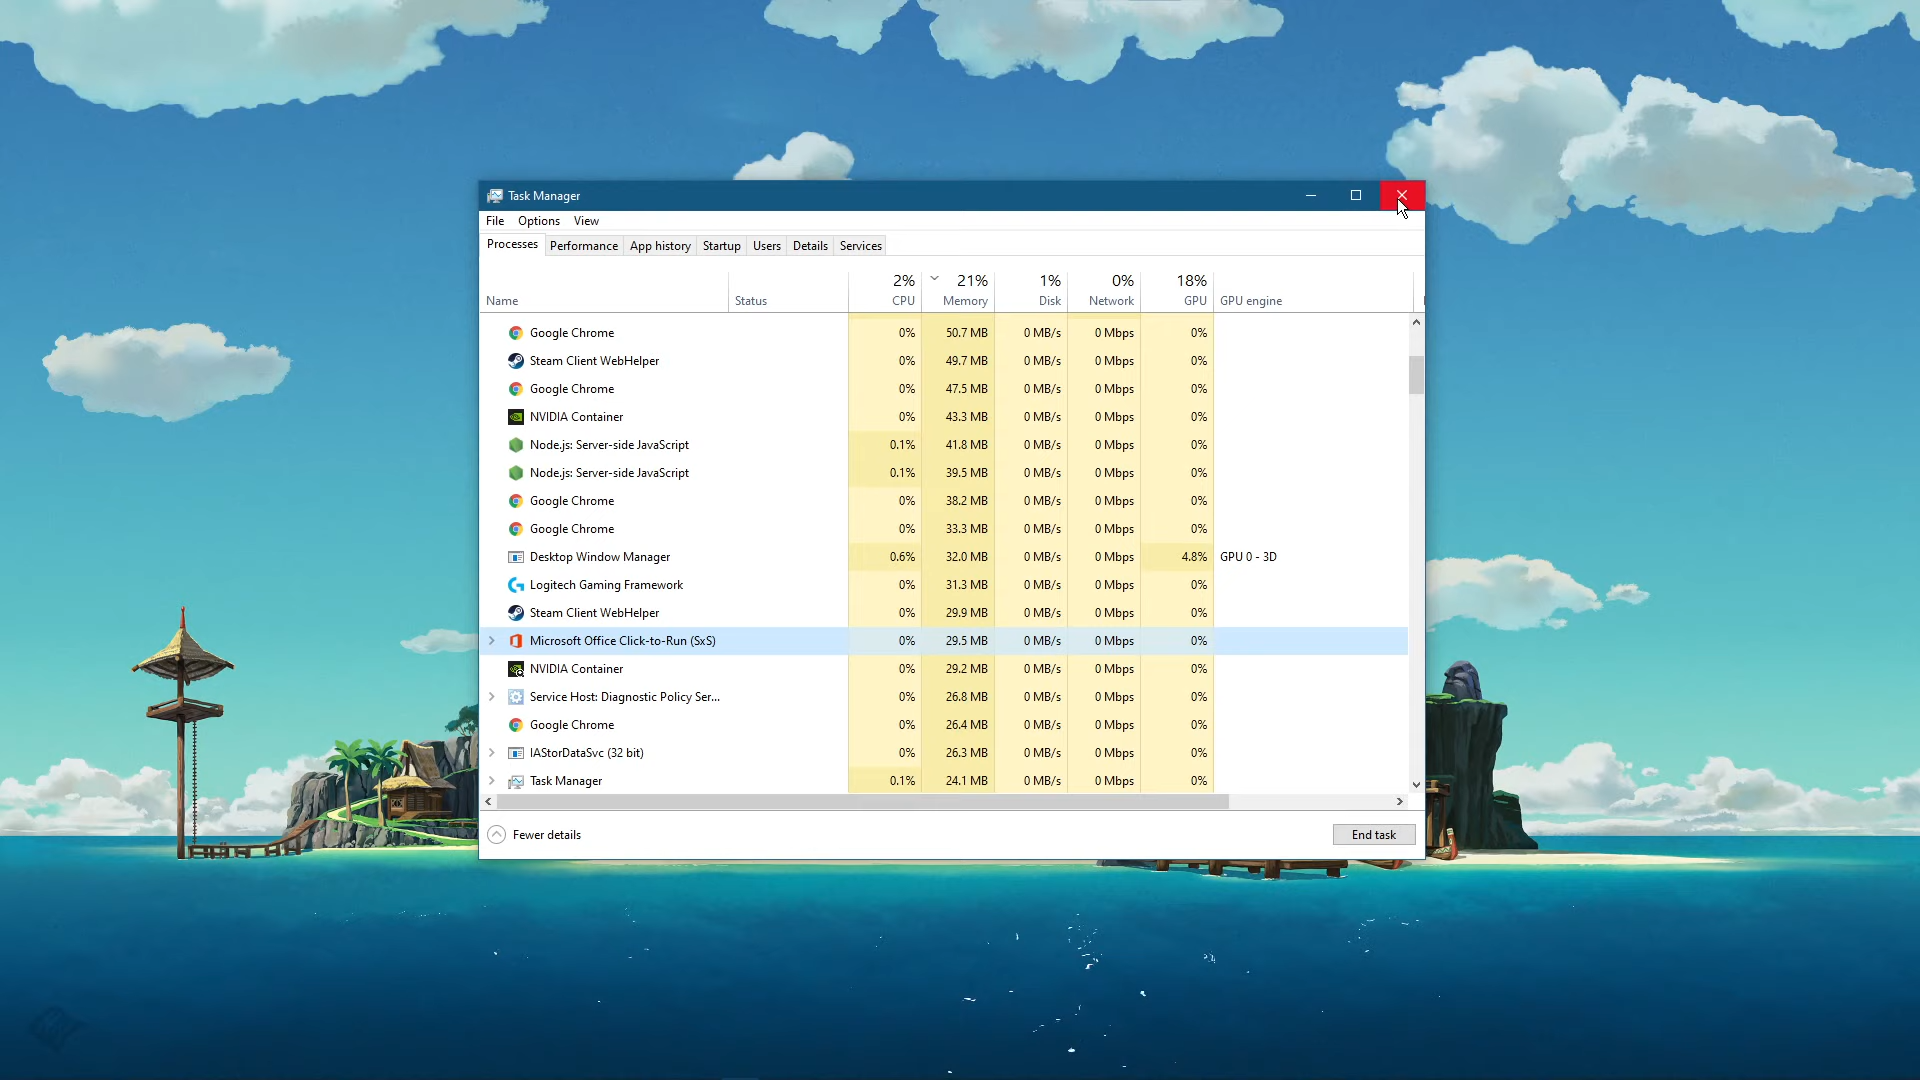 Task Manager
File Options View
Processes Performance App history Startup Users Details Services
2% 21% 1% 0% 18%
Name Status CPU Memory Disk Network GPU GPU engine
Google Chrome 0% 50.7 MB 0 MB/s 0 Mbps 0%
Steam Client WebHelper 0% 49.7 MB 0 MB/s 0 Mbps 0%
Google Chrome 0% 47.5 MB 0 MB/s 0 Mbps 0%
NVIDIA Container 0% 43.3 MB 0 MB/s 0 Mbps 0%
Node.js: Server-side JavaScript 0.1% 41.8 MB 0 MB/s 0 Mbps 0%
Node.js: Server-side JavaScript 0.1% 39.5 MB 0 MB/s 0 Mbps 0%
Google Chrome 0% 38.2 MB 0 MB/s 0 Mbps 0%
Google Chrome 0% 33.3 MB 0 MB/s 0 Mbps 0%
Desktop Window Manager 0.6% 32.0 MB 0 MB/s 0 Mbps 4.8% GPU 0 - 3D
Logitech Gaming Framework 0% 31.3 MB 0 MB/s 0 Mbps 0%
Steam Client WebHelper 0% 29.9 MB 0 MB/s 0 Mbps 0%
Microsoft Office Click-to-Run (SxS) 0% 29.5 MB 0 MB/s 0 Mbps 0%
NVIDIA Container 0% 29.2 MB 0 MB/s 0 Mbps 0%
Service Host: Diagnostic Policy Ser... 0% 26.8 MB 0 MB/s 0 Mbps 0%
Google Chrome 0% 26.4 MB 0 MB/s 0 Mbps 0%
IAStorDataSvc (32 bit) 0% 26.3 MB 0 MB/s 0 Mbps 0%
Task Manager 0.1% 24.1 MB 0 MB/s 0 Mbps 0%
Fewer details End task